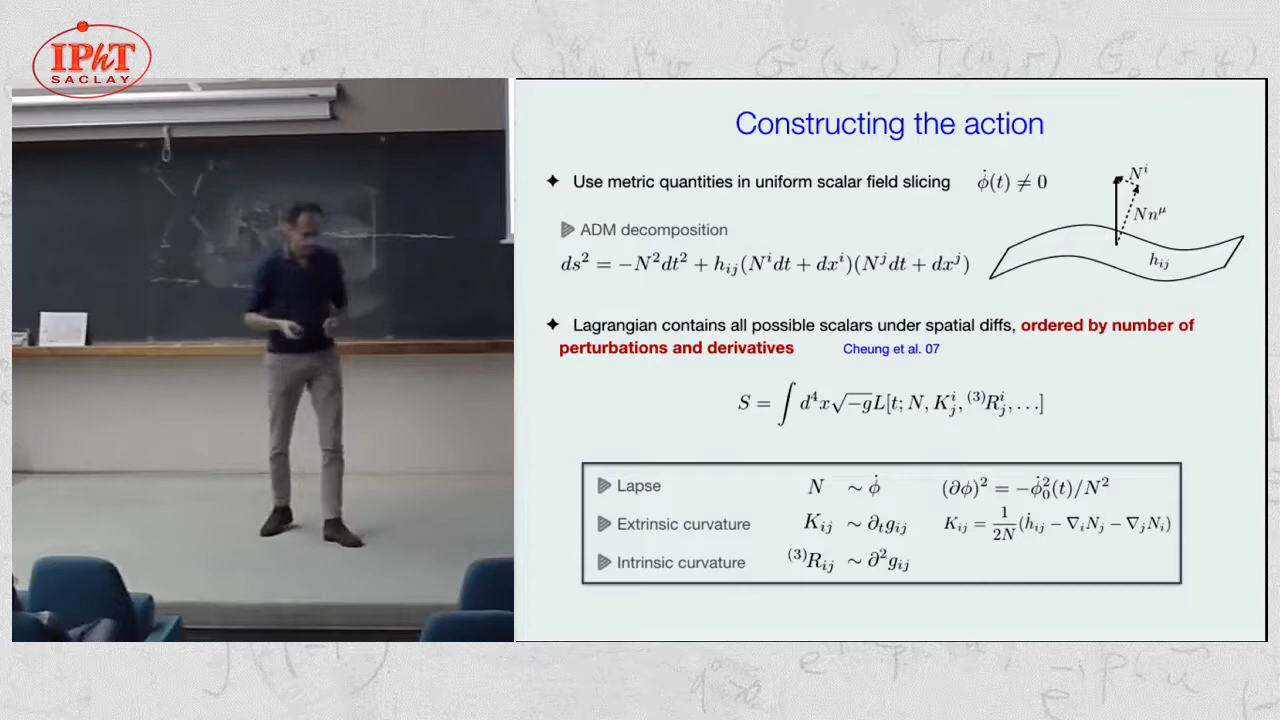 IPhT
SACLAY
Constructing the action
✦ Use metric quantities in uniform scalar field slicing φ̇(t) ≠ 0
ADM decomposition
ds² = −N²dt² + h_ij(N^i dt + dx^i)(N^j dt + dx^j)
N^i
Nn^μ
h_ij
✦ Lagrangian contains all possible scalars under spatial diffs, ordered by number of
perturbations and derivatives Cheung et al. 07
S = ∫ d⁴x√−g L[t; N, K^i_j, ⁽³⁾R^i_j, . . .]
Lapse N ∼ φ̇ (∂φ)² = −φ̇₀²(t)/N²
Extrinsic curvature K_ij ∼ ∂_t g_ij K_ij = 1/2N (ḣ_ij − ∇_i N_j − ∇_j N_i)
Intrinsic curvature ⁽³⁾R_ij ∼ ∂²g_ij